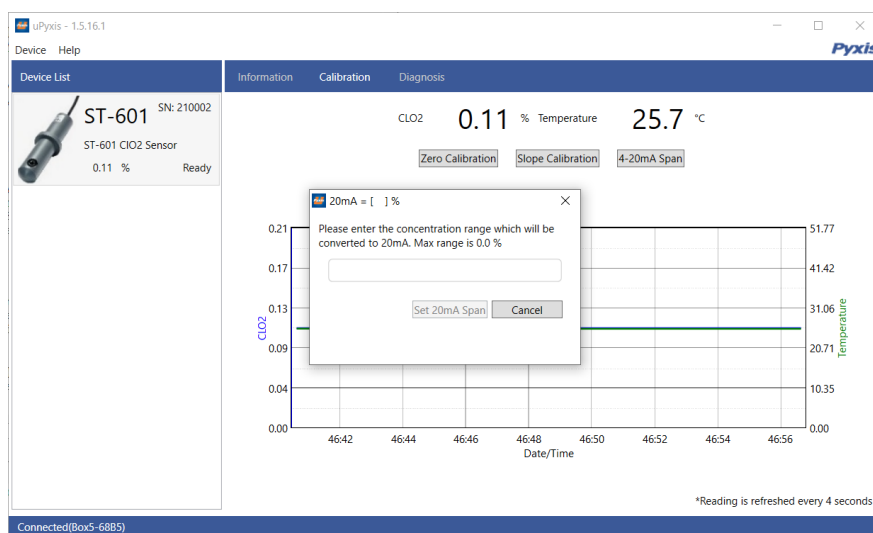 uPyxis - 1.5.16.1
Device Help
Pyxis
Device List
Information Calibration Diagnosis
ST-601 SN: 210002
ST-601 ClO2 Sensor
0.11 % Ready
CLO2 0.11 % Temperature 25.7 °C
Zero Calibration Slope Calibration 4-20mA Span
20mA = [ ] %
Please enter the concentration range which will be
converted to 20mA. Max range is 0.0 %
Set 20mA Span Cancel
0.21
0.17
0.13
0.09
0.04
0.00
CLO2
51.77
41.42
31.06
20.71
10.35
0.00
Temperature
46:42 46:44 46:46 46:48 46:50 46:52 46:54 46:56
Date/Time
*Reading is refreshed every 4 seconds
Connected(Box5-68B5)